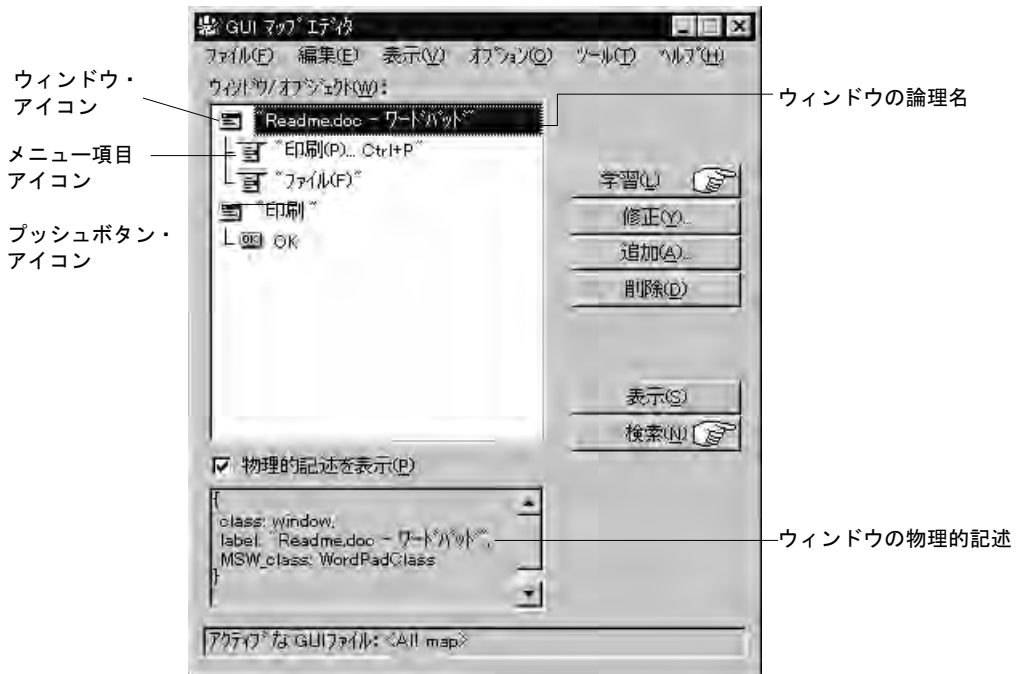 GUI マップ エディタ
ファイル(F) 編集(E) 表示(V) オプション(O) ツール(T) ヘルプ(H)
ウィンドウ/オブジェクト(W):
ウィンドウ・
アイコン
"Readme.doc - ワードパッド"
ウィンドウの論理名
メニュー項目
アイコン
"印刷(P)... Ctrl+P"
"ファイル(F)"
"印刷"
プッシュボタン・
アイコン
OK OK
学習(L)
修正(Y)...
追加(A)...
削除(D)
表示(S)
検索(N)
物理的記述を表示(P)
{
class: window,
label: "Readme.doc - ワードパッド",
MSW_class: WordPadClass
}
ウィンドウの物理的記述
アクティブな GUIファイル: <All map>